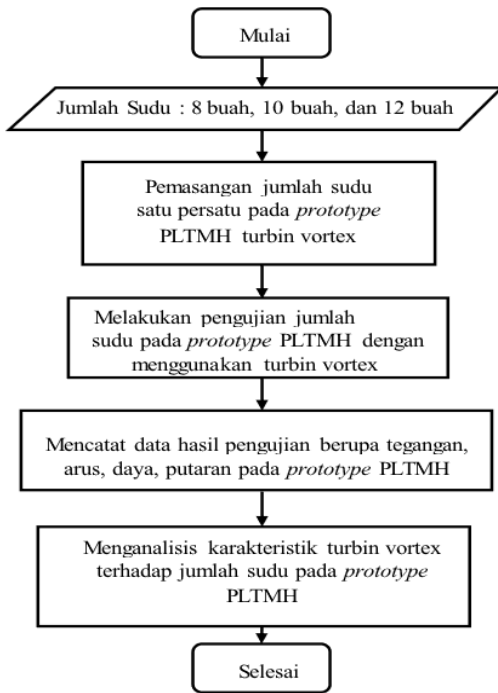 Mulai
Jumlah Sudu : 8 buah, 10 buah, dan 12 buah
Pemasangan jumlah sudu
satu persatu pada prototype
PLTMH turbin vortex
Melakukan pengujian jumlah
sudu pada prototype PLTMH dengan
menggunakan turbin vortex
Mencatat data hasil pengujian berupa tegangan,
arus, daya, putaran pada prototype PLTMH
Menganalisis karakteristik turbin vortex
terhadap jumlah sudu pada prototype
PLTMH
Selesai